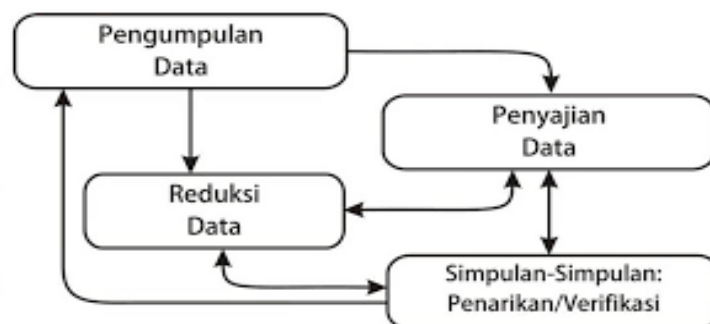 Pengumpulan
Data
Penyajian
Data
Reduksi
Data
Simpulan-Simpulan:
Penarikan/Verifikasi